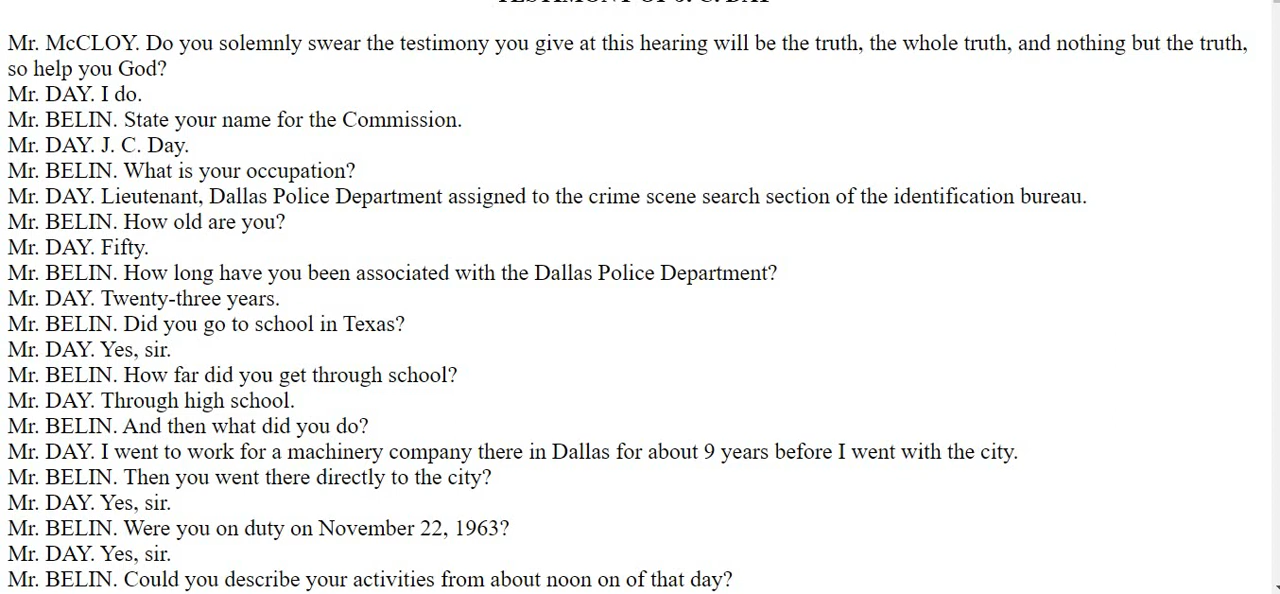 TESTIMONY OF J. C. DAY
Mr. McCLOY. Do you solemnly swear the testimony you give at this hearing will be the truth, the whole truth, and nothing but the truth,
so help you God?
Mr. DAY. I do.
Mr. BELIN. State your name for the Commission.
Mr. DAY. J. C. Day.
Mr. BELIN. What is your occupation?
Mr. DAY. Lieutenant, Dallas Police Department assigned to the crime scene search section of the identification bureau.
Mr. BELIN. How old are you?
Mr. DAY. Fifty.
Mr. BELIN. How long have you been associated with the Dallas Police Department?
Mr. DAY. Twenty-three years.
Mr. BELIN. Did you go to school in Texas?
Mr. DAY. Yes, sir.
Mr. BELIN. How far did you get through school?
Mr. DAY. Through high school.
Mr. BELIN. And then what did you do?
Mr. DAY. I went to work for a machinery company there in Dallas for about 9 years before I went with the city.
Mr. BELIN. Then you went there directly to the city?
Mr. DAY. Yes, sir.
Mr. BELIN. Were you on duty on November 22, 1963?
Mr. DAY. Yes, sir.
Mr. BELIN. Could you describe your activities from about noon on of that day?